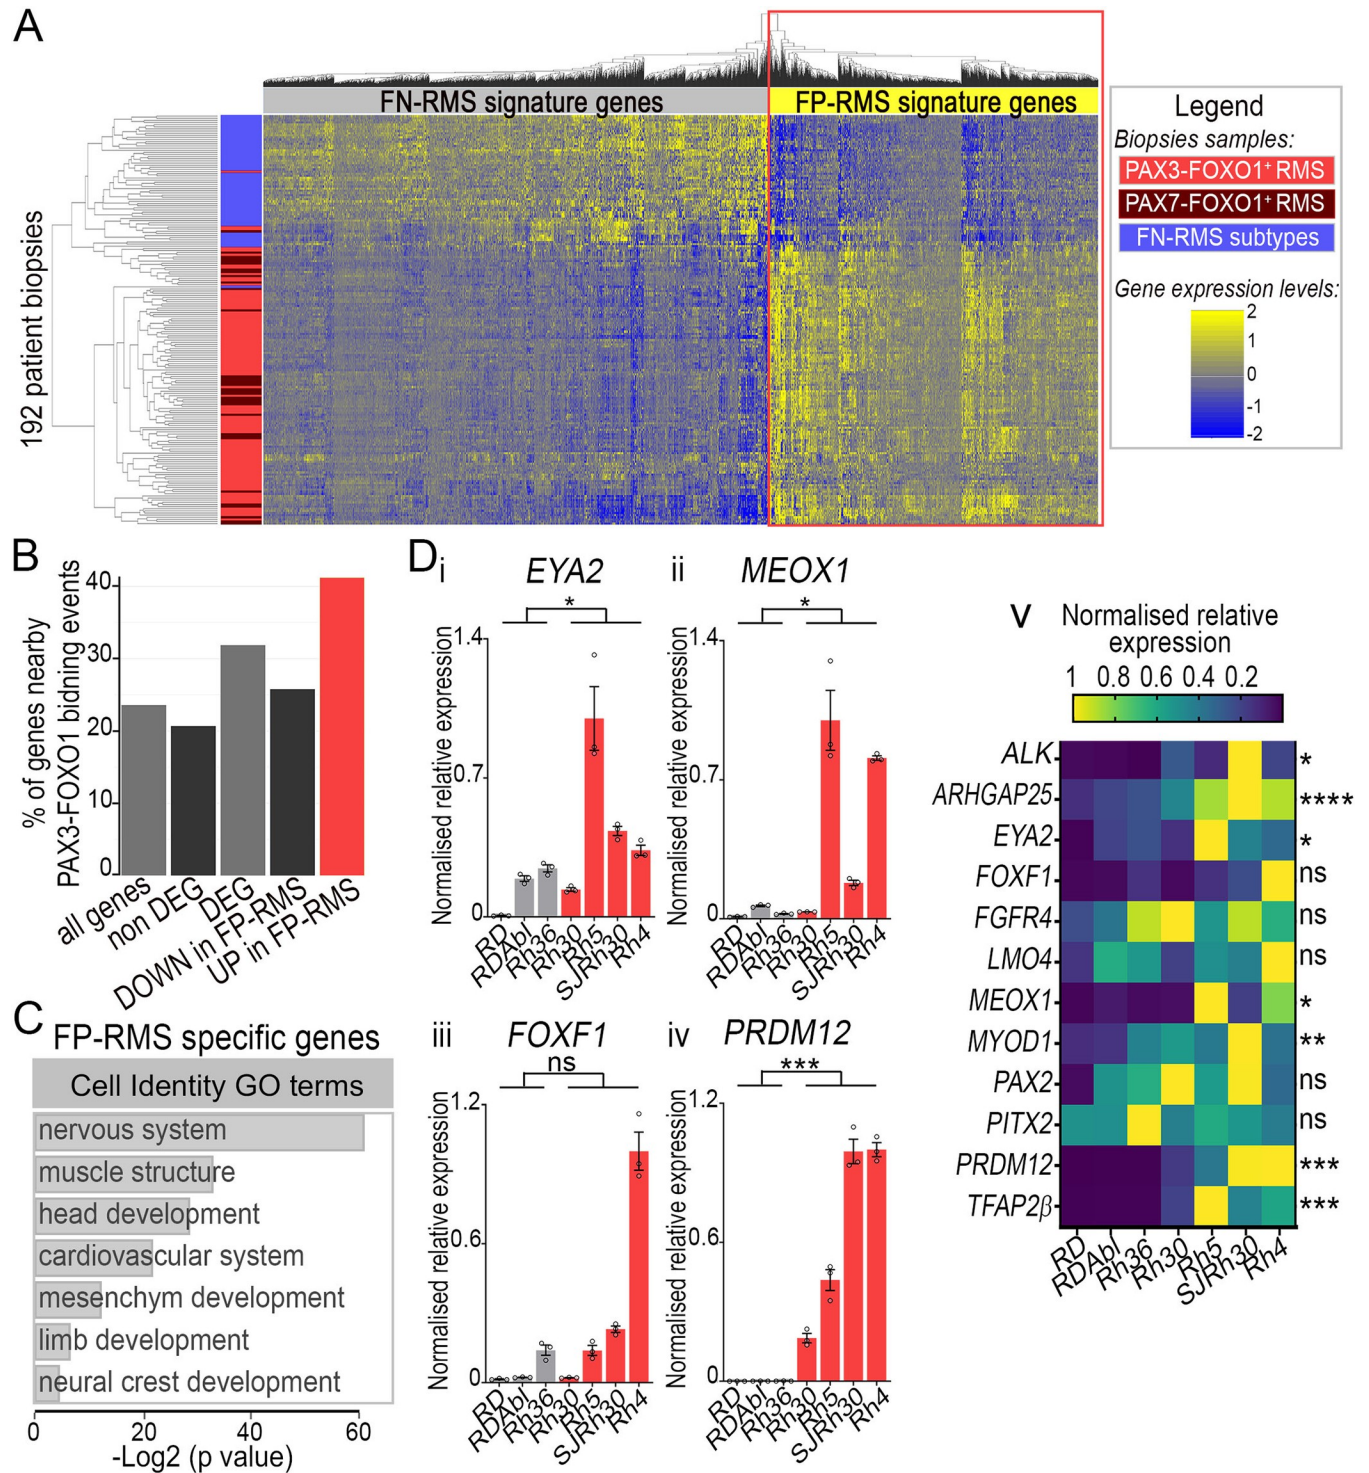 A
FN-RMS signature genes
FP-RMS signature genes
192 patient biopsies
Legend
Biopsies samples:
PAX3-FOXO1⁺ RMS
PAX7-FOXO1⁺ RMS
FN-RMS subtypes
Gene expression levels:
2
1
0
-1
-2
B
% of genes nearby
PAX3-FOXO1 bidning events
40
30
20
10
0
all genes
non DEG
DEG
DOWN in FP-RMS
UP in FP-RMS
C
FP-RMS specific genes
Cell Identity GO terms
nervous system
muscle structure
head development
cardiovascular system
mesenchym development
limb development
neural crest development
0 20 40 60
-Log2 (p value)
D
i
EYA2
*
Normalised relative expression
1.4
0.7
0
RD
RDAbl
Rh36
Rh30
Rh5
SJRh30
Rh4
ii
MEOX1
*
Normalised relative expression
1.4
0.7
0
RD
RDAbl
Rh36
Rh30
Rh5
SJRh30
Rh4
iii
FOXF1
ns
Normalised relative expression
1.2
0.6
0
RD
RDAbl
Rh36
Rh30
Rh5
SJRh30
Rh4
iv
PRDM12
***
Normalised relative expression
1.2
0.6
0
RD
RDAbl
Rh36
Rh30
Rh5
SJRh30
Rh4
v
Normalised relative
expression
1 0.8 0.6 0.4 0.2
ALK *
ARHGAP25 ****
EYA2 *
FOXF1 ns
FGFR4 ns
LMO4 ns
MEOX1 *
MYOD1 **
PAX2 ns
PITX2 ns
PRDM12 ***
TFAP2β ***
RD
RDAbl
Rh36
Rh30
Rh5
SJRh30
Rh4